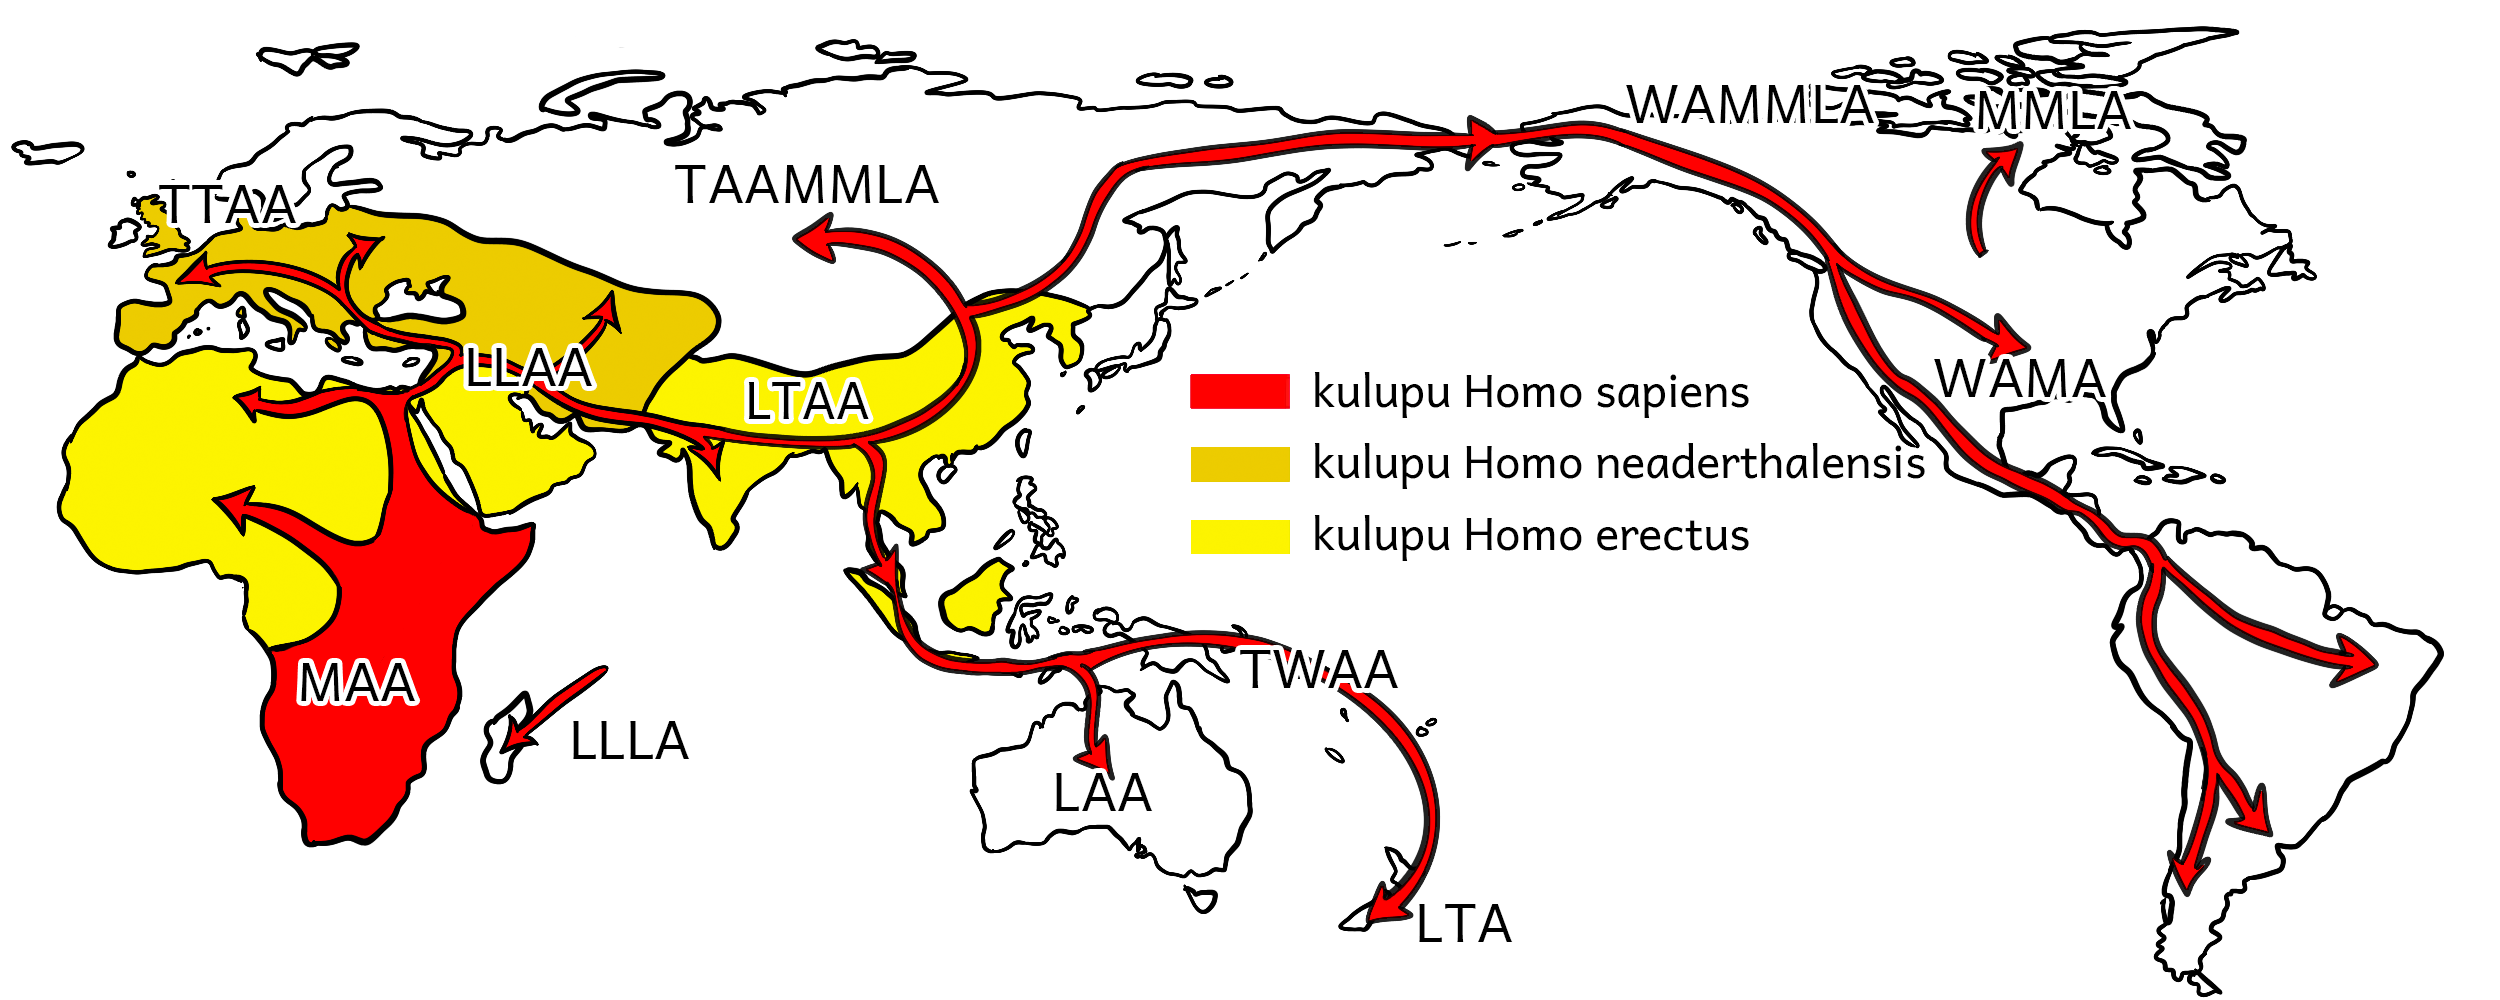 WAMMLA
MMLA
TTAA
TAAMMLA
LLAA
LTAA
WAMA
kulupu Homo sapiens
kulupu Homo neaderthalensis
kulupu Homo erectus
MAA
TWAA
LLLA
LAA
LTA